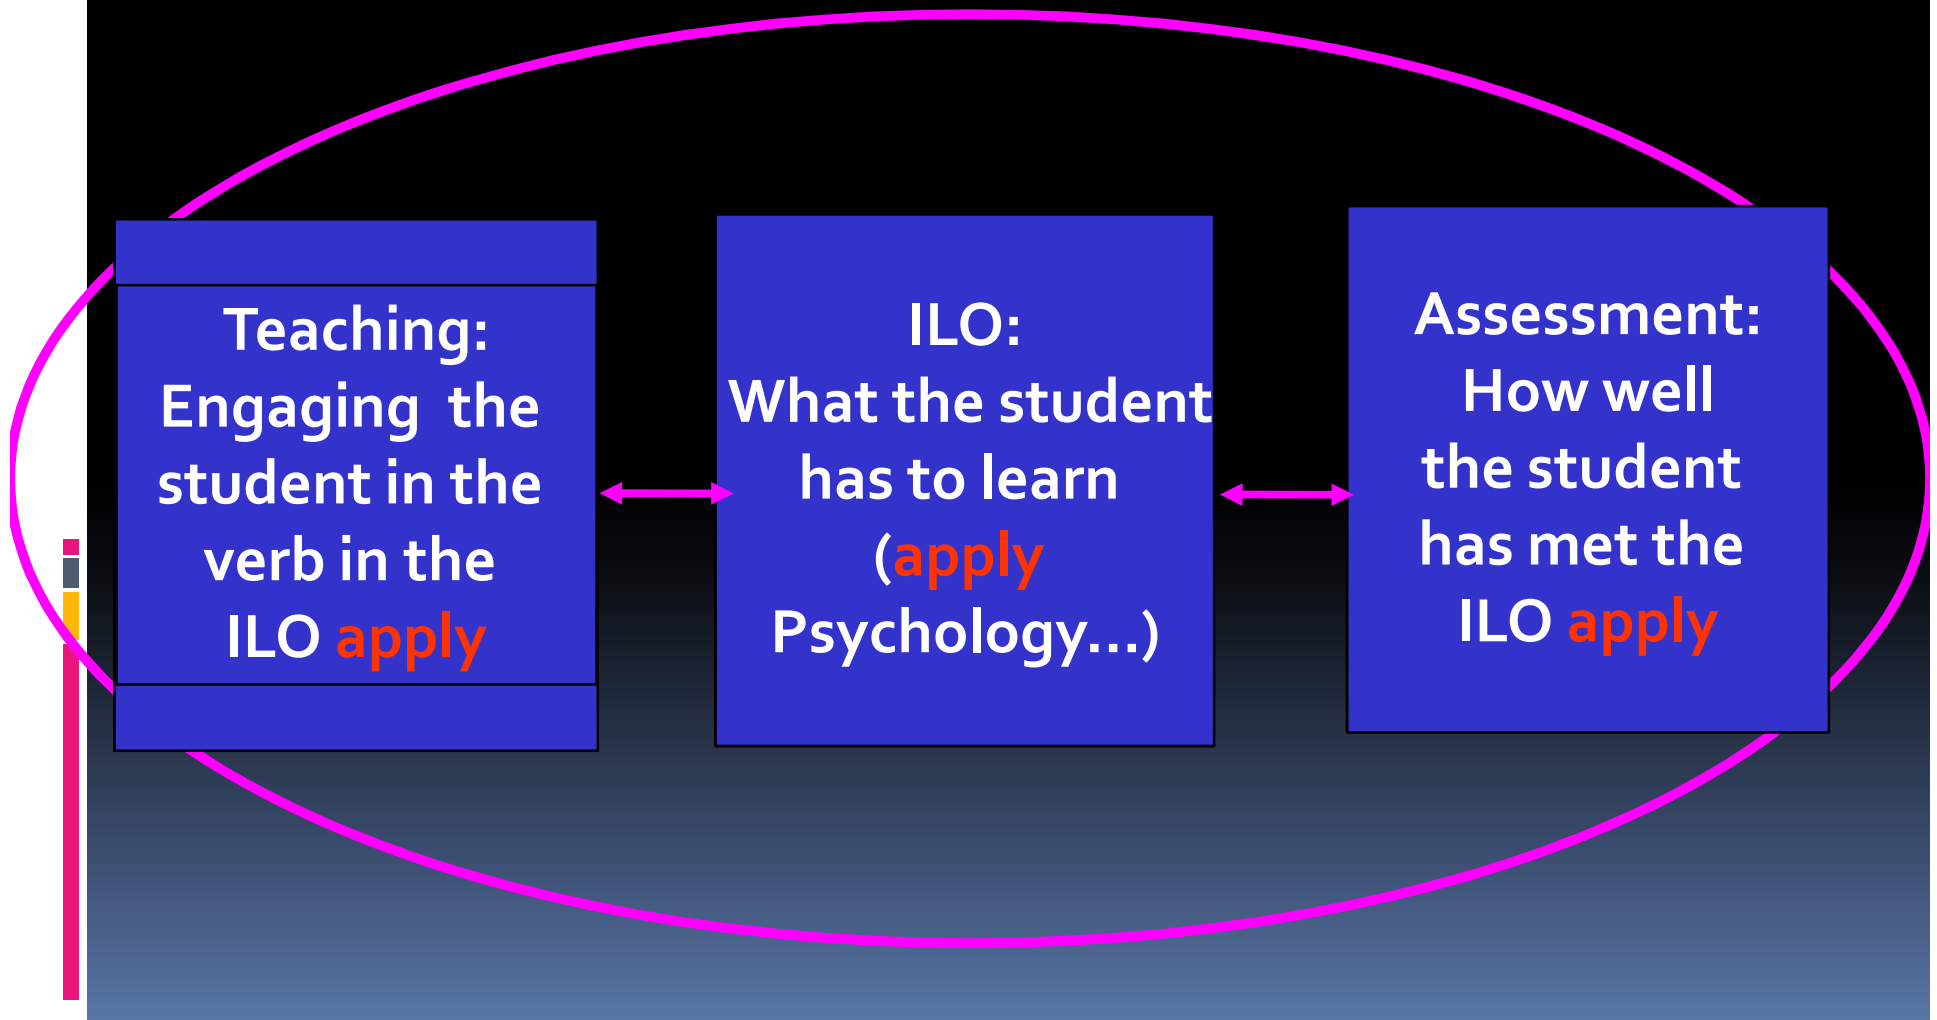 Teaching:
Engaging the
student in the
verb in the
ILO apply
ILO:
What the student
has to learn
(apply
Psychology...)
Assessment:
How well
the student
has met the
ILO apply